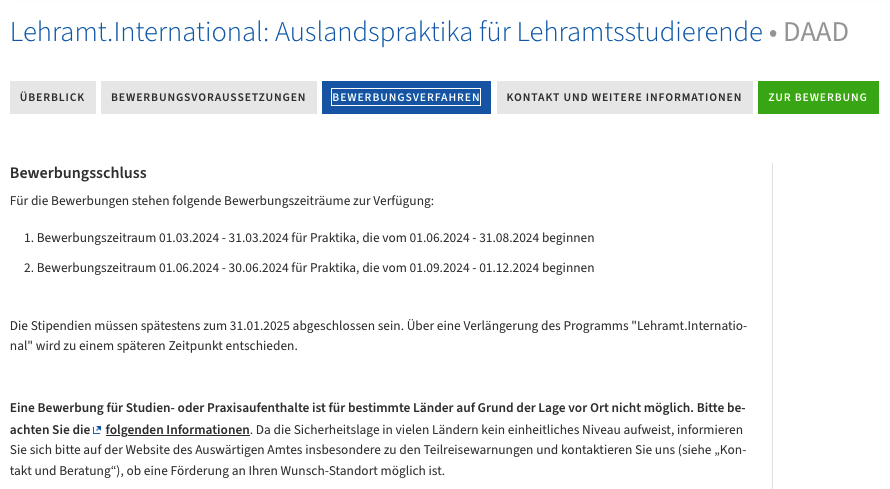 Lehramt.International: Auslandspraktika für Lehramtsstudierende • DAAD
ÜBERBLICK
BEWERBUNGSVORAUSSETZUNGEN
BEWERBUNGSVERFAHREN
KONTAKT UND WEITERE INFORMATIONEN
ZUR BEWERBUNG
Bewerbungsschluss
Für die Bewerbungen stehen folgende Bewerbungszeiträume zur Verfügung:
1. Bewerbungszeitraum 01.03.2024 - 31.03.2024 für Praktika, die vom 01.06.2024 - 31.08.2024 beginnen
2. Bewerbungszeitraum 01.06.2024 - 30.06.2024 für Praktika, die vom 01.09.2024 - 01.12.2024 beginnen
Die Stipendien müssen spätestens zum 31.01.2025 abgeschlossen sein. Über eine Verlängerung des Programms "Lehramt.Internatio-
nal" wird zu einem späteren Zeitpunkt entschieden.
Eine Bewerbung für Studien- oder Praxisaufenthalte ist für bestimmte Länder auf Grund der Lage vor Ort nicht möglich. Bitte be-
achten Sie die folgenden Informationen. Da die Sicherheitslage in vielen Ländern kein einheitliches Niveau aufweist, informieren
Sie sich bitte auf der Website des Auswärtigen Amtes insbesondere zu den Teilreisewarnungen und kontaktieren Sie uns (siehe „Kon-
takt und Beratung“), ob eine Förderung an Ihren Wunsch-Standort möglich ist.